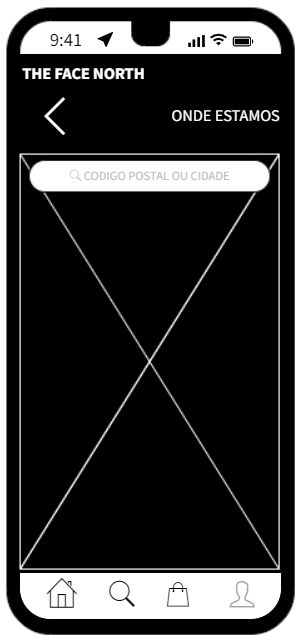 9:41
THE FACE NORTH
ONDE ESTAMOS
CODIGO POSTAL OU CIDADE